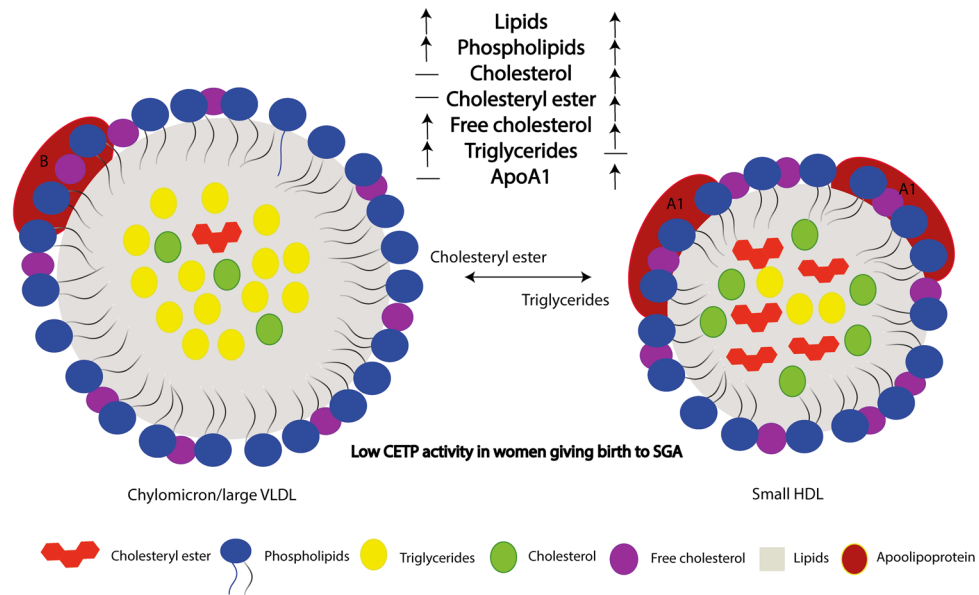 Lipids
Phospholipids
Cholesterol
Cholesteryl ester
Free cholesterol
Triglycerides
ApoA1
B
A1
A1
Cholesteryl ester
Triglycerides
Low CETP activity in women giving birth to SGA
Chylomicron/large VLDL
Small HDL
Cholesteryl ester
Phospholipids
Triglycerides
Cholesterol
Free cholesterol
Lipids
Apoolipoprotein